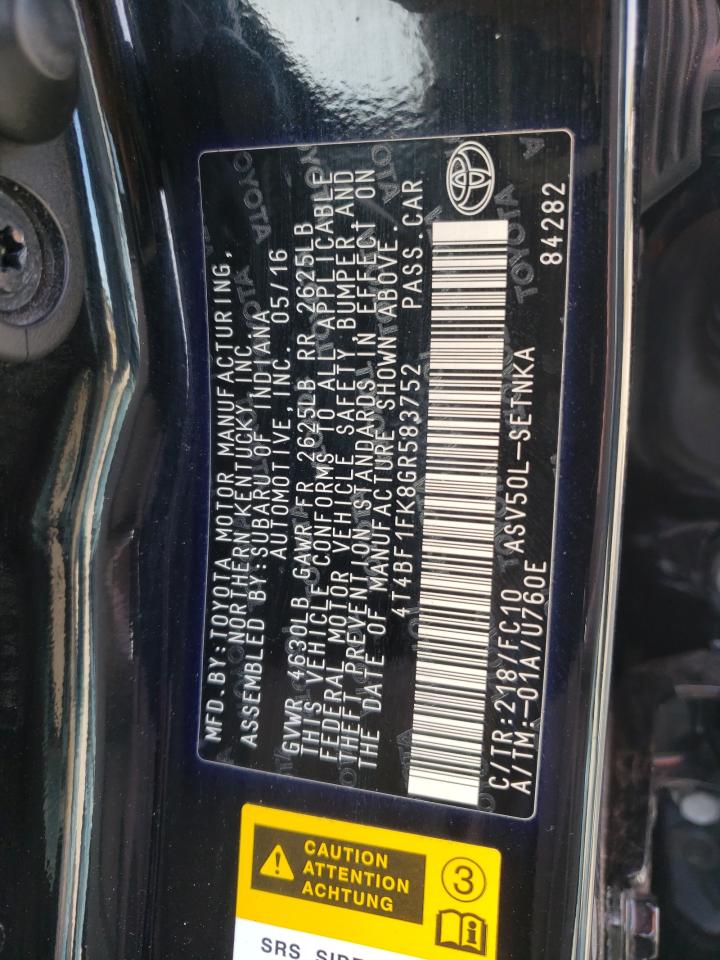 MFD.BY:TOYOTA MOTOR MANUFACTURING,
NORTHERN KENTUCKY, INC.
ASSEMBLED BY:SUBARU OF INDIANA
AUTOMOTIVE, INC. 05/16
GVWR 4630LB GAWR FR 2625LB RR 2625LB
THIS VEHICLE CONFORMS TO ALL APPLICABLE
FEDERAL MOTOR VEHICLE SAFETY, BUMPER AND
THEFT PREVENTION STANDARDS IN EFFECT ON
THE DATE OF MANUFACTURE SHOWN ABOVE.
4T4BF1FK8GR583752 PASS.CAR
C/TR:218/FC10 ASV50L-SETNKA
A/TM:-01A/U760E 84282
CAUTION
ATTENTION
ACHTUNG
3
SRS